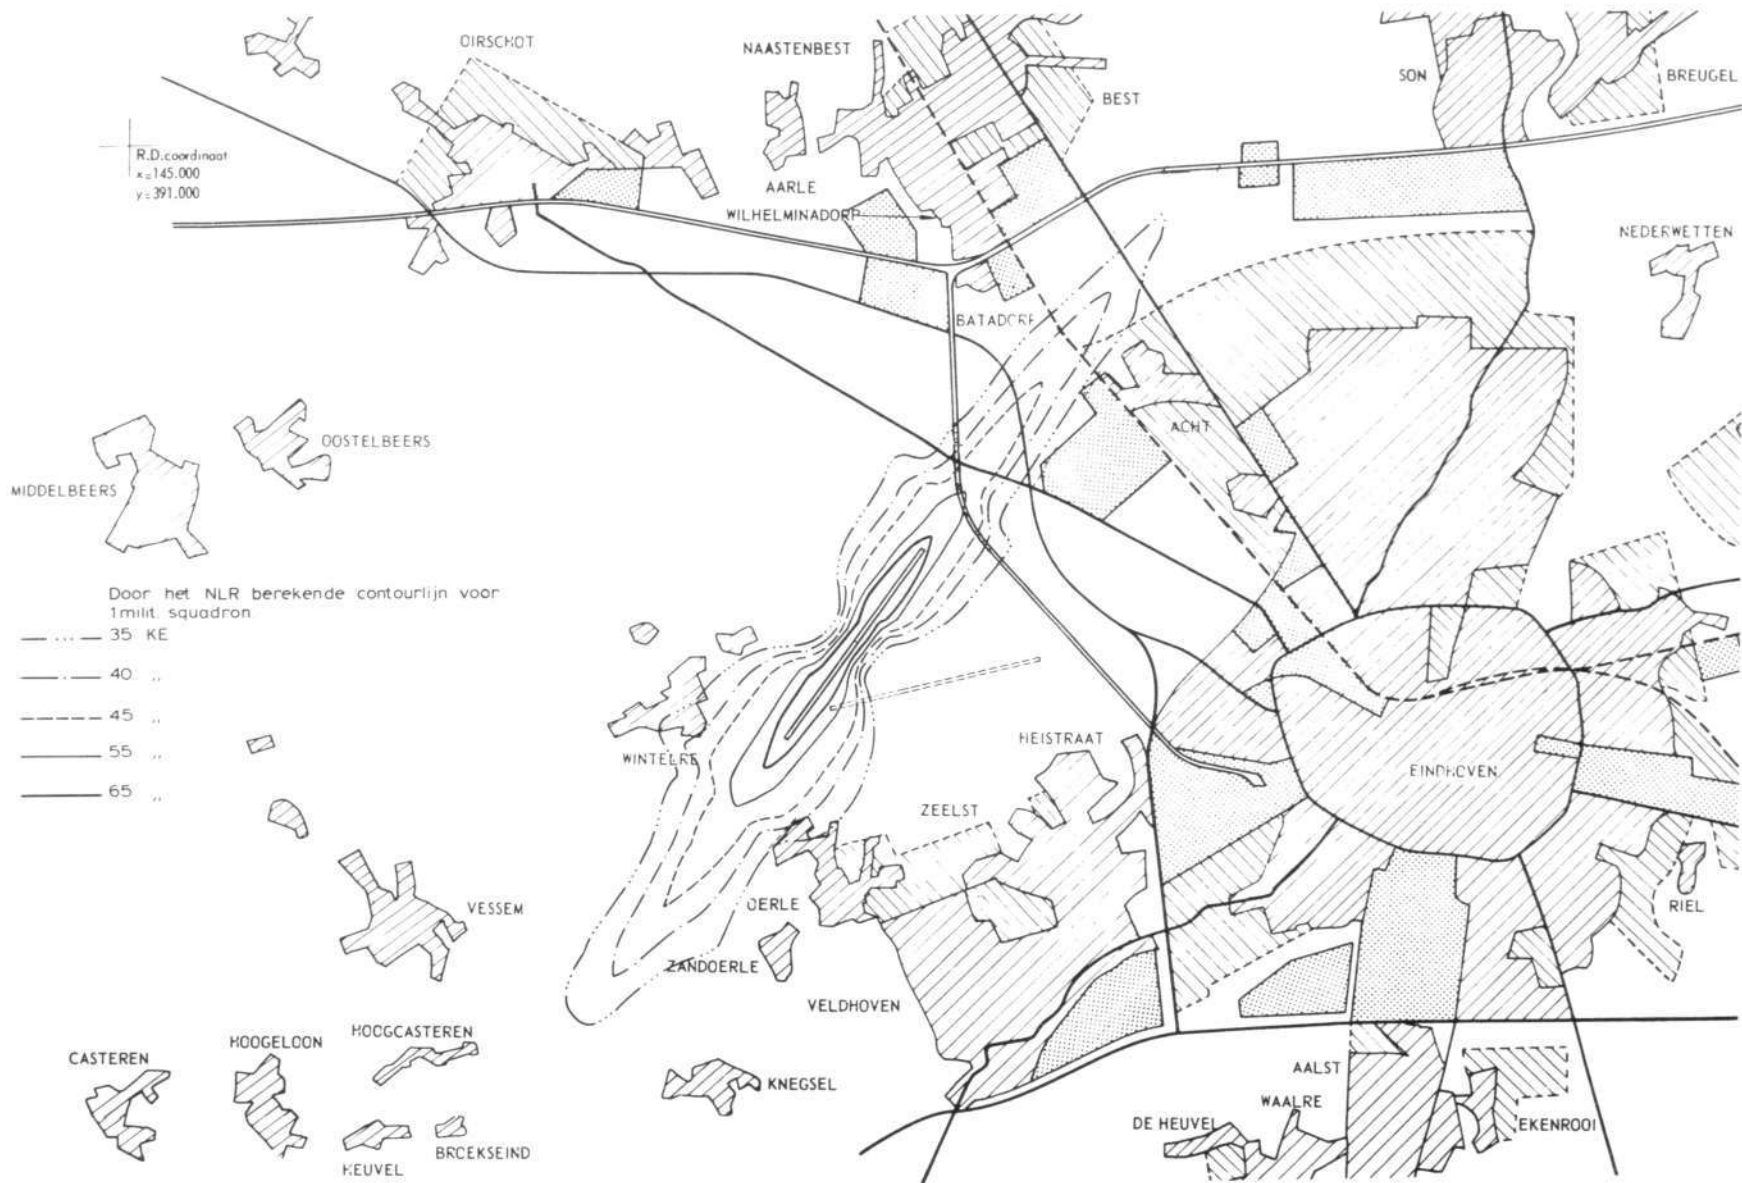 OIRSCHOT
NAASTENBEST
SON
BREUGEL
BEST
R.D.coordinaat
x=145.000
y=391.000
AARLE
WILHELMINADORP
NEDERWETTEN
BATADORP
ACHT
OOSTELBEERS
MIDDELBEERS
Door het NLR berekende contourlijn voor
1milit. squadron
35 KE
40 ,,
45 ,,
55 ,,
65 ,,
WINTELRE
HEISTRAAT
EINDHOVEN
ZEELST
VESSEM
OERLE
RIEL
ZANDOERLE
VELDHOVEN
CASTEREN
HOOGELOON
HOOGCASTEREN
KNEGSEL
AALST
WAALRE
DE HEUVEL
EKENROOI
HEUVEL
BROEKSEIND